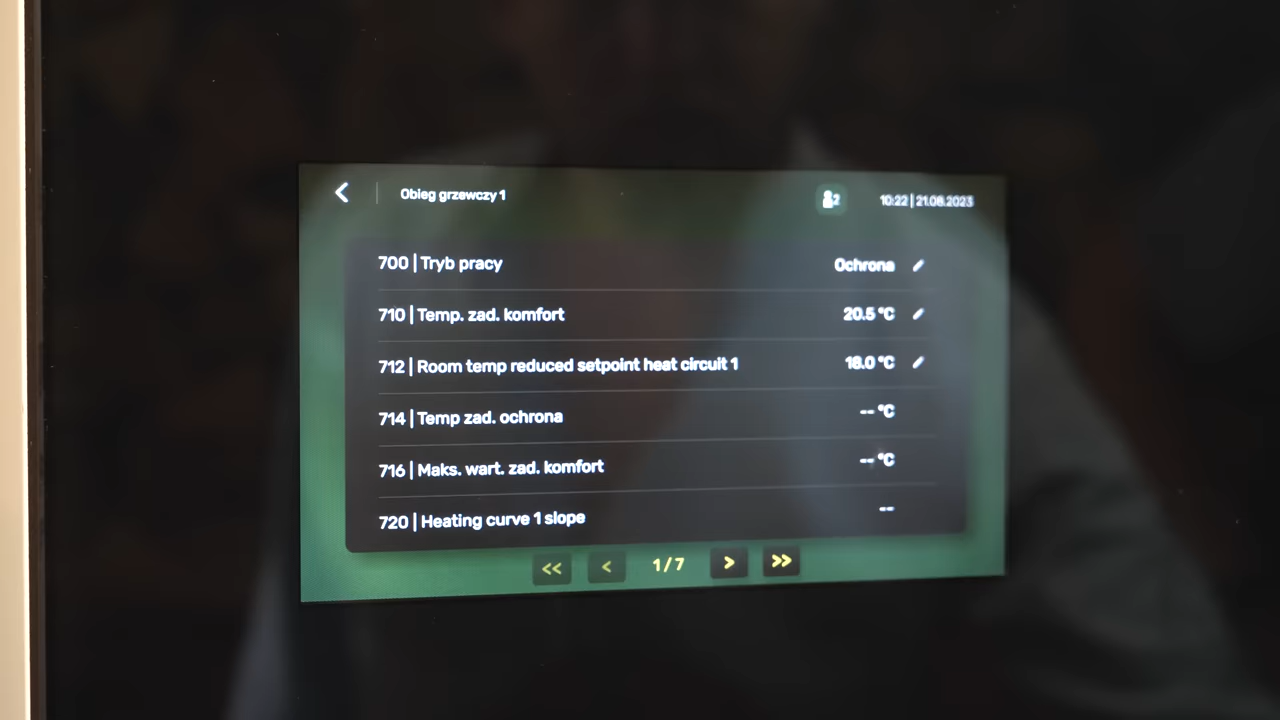 Obieg grzewczy 1
2
10:22 | 21.08.2023
700 | Tryb pracy Ochrona
710 | Temp. zad. komfort 20.5 °C
712 | Room temp reduced setpoint heat circuit 1 18.0 °C
714 | Temp zad. ochrona -- °C
716 | Maks. wart. zad. komfort -- °C
720 | Heating curve 1 slope --
<< < 1/7 > >>